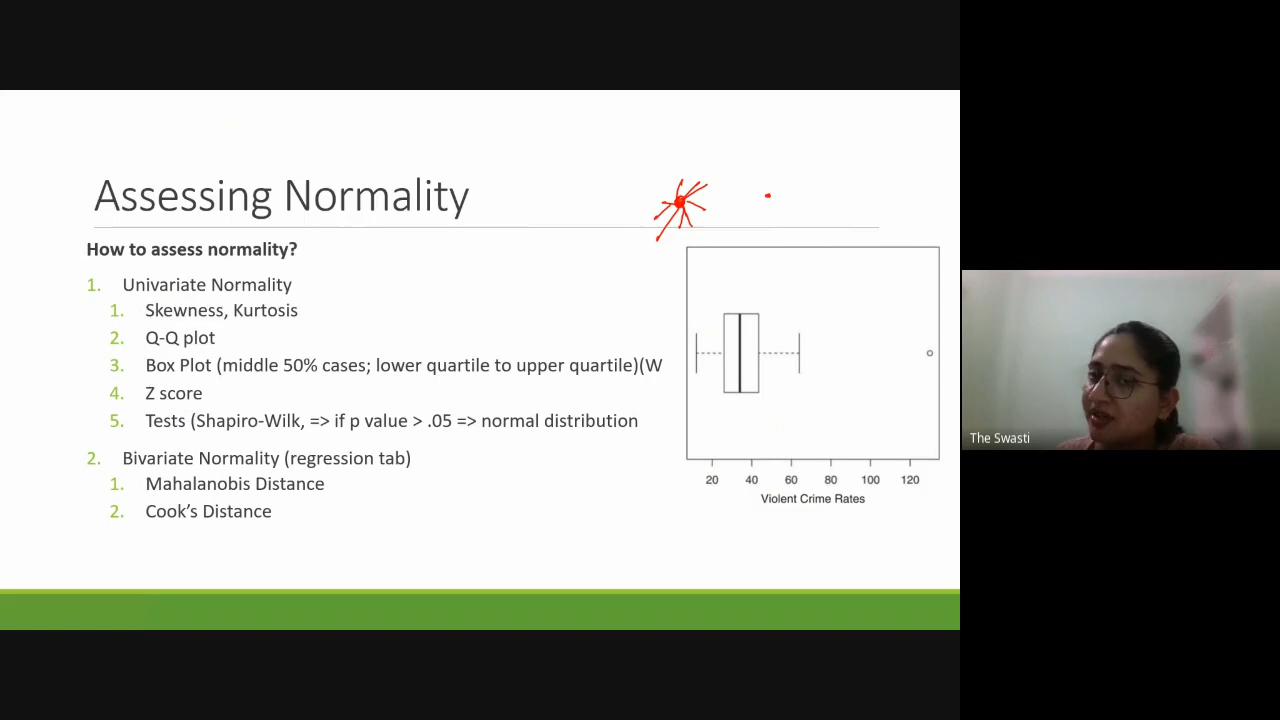 Assessing Normality
How to assess normality?
1. Univariate Normality
1. Skewness, Kurtosis
2. Q-Q plot
3. Box Plot (middle 50% cases; lower quartile to upper quartile)(W
4. Z score
5. Tests (Shapiro-Wilk, => if p value > .05 => normal distribution
2. Bivariate Normality (regression tab)
1. Mahalanobis Distance
2. Cook's Distance
20 40 60 80 100 120
Violent Crime Rates
The Swasti